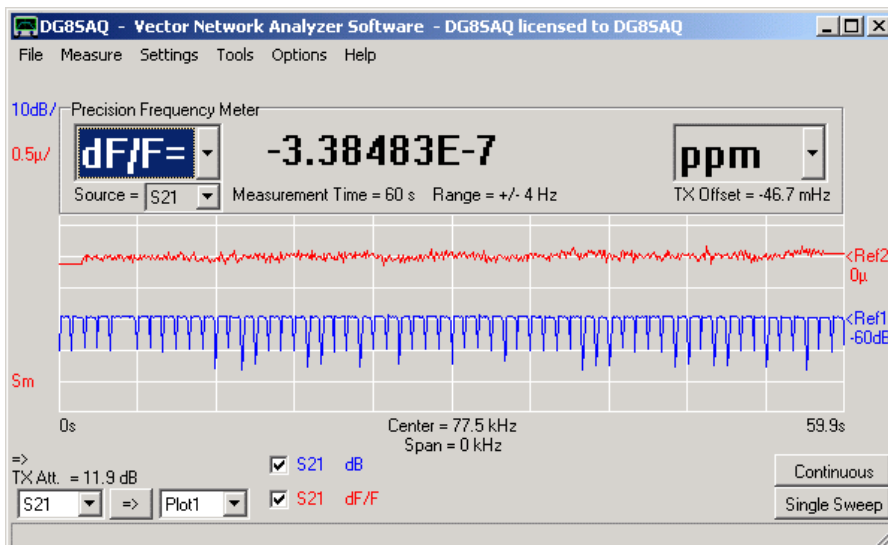 DG8SAQ - Vector Network Analyzer Software - DG8SAQ licensed to DG8SAQ
File Measure Settings Tools Options Help
10dB/
Precision Frequency Meter
0.5µ/
dF/F= -3.38483E-7 ppm
Source = S21 Measurement Time = 60 s Range = +/- 4 Hz TX Offset = -46.7 mHz
<Ref2
0µ
<Ref1
-60dB
Sm
0s Center = 77.5 kHz 59.9s
Span = 0 kHz
=>
TX Att. = 11.9 dB
S21 dB
Continuous
S21 => Plot1
S21 dF/F
Single Sweep